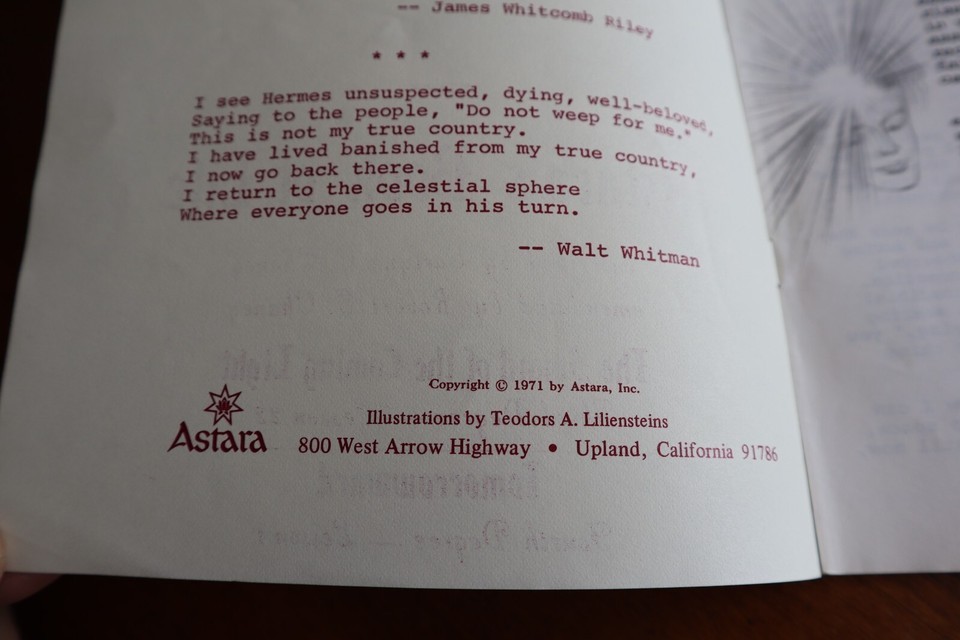 -- James Whitcomb Riley
* * *
I see Hermes unsuspected, dying, well-beloved,
Saying to the people, "Do not weep for me."
This is not my true country.
I have lived banished from my true country,
I now go back there.
I return to the celestial sphere
Where everyone goes in his turn.
-- Walt Whitman
Copyright © 1971 by Astara, Inc.
Illustrations by Teodors A. Liliensteins
Astara
800 West Arrow Highway • Upland, California 91786